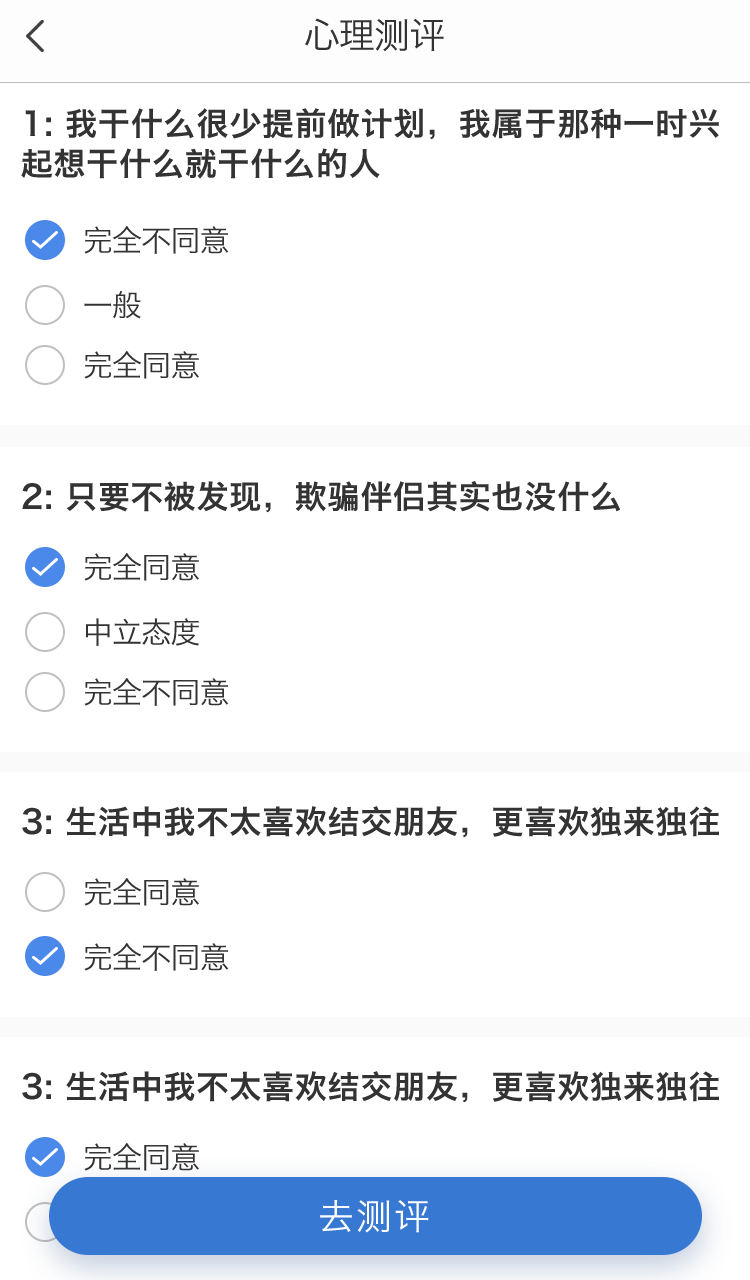 心理测评
1: 我干什么很少提前做计划，我属于那种一时兴
起想干什么就干什么的人
完全不同意
一般
完全同意
2: 只要不被发现，欺骗伴侣其实也没什么
完全同意
中立态度
完全不同意
3: 生活中我不太喜欢结交朋友，更喜欢独来独往
完全同意
完全不同意
3: 生活中我不太喜欢结交朋友，更喜欢独来独往
完全同意
去测评